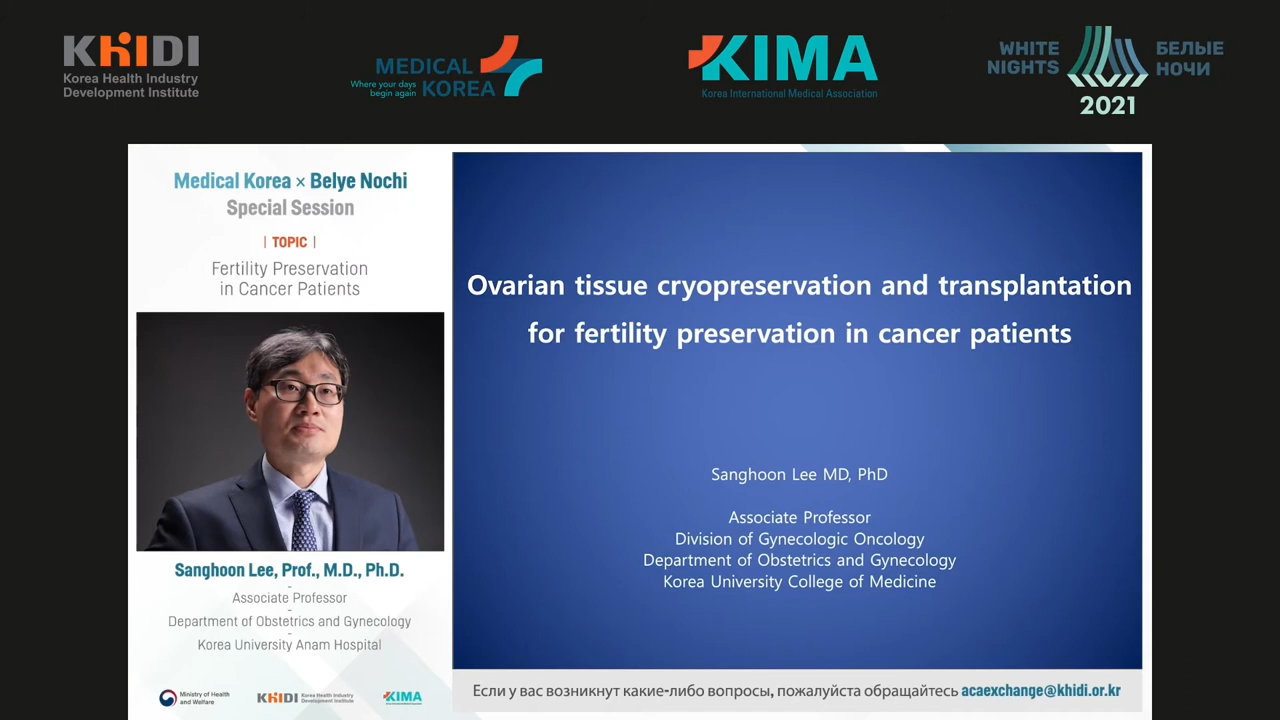 KHIDI
Korea Health Industry
Development Institute
MEDICAL
KOREA
Where your days
begin again
KIMA
Korea International Medical Association
WHITE
NIGHTS
БЕЛЫЕ
НОЧИ
2021
Medical Korea × Belye Nochi
Special Session
| TOPIC |
Fertility Preservation
in Cancer Patients
Sanghoon Lee, Prof., M.D., Ph.D.
-
Associate Professor
-
Department of Obstetrics and Gynecology
-
Korea University Anam Hospital
Ministry of Health
and Welfare
KHIDI
Korea Health Industry
Development Institute
KIMA
Ovarian tissue cryopreservation and transplantation
for fertility preservation in cancer patients
Sanghoon Lee MD, PhD
Associate Professor
Division of Gynecologic Oncology
Department of Obstetrics and Gynecology
Korea University College of Medicine
Если у вас возникнут какие-либо вопросы, пожалуйста обращайтесь acaexchange@khidi.or.kr